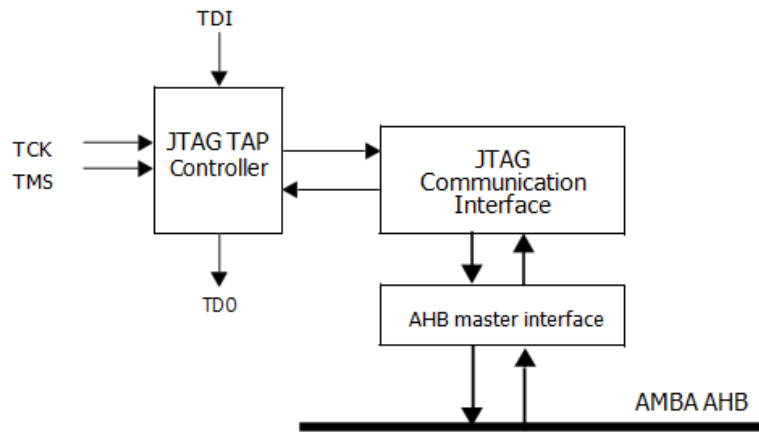 TDI
JTAG TAP
Controller
TCK
TMS
JTAG
Communication
Interface
TDO
AHB master interface
AMBA AHB